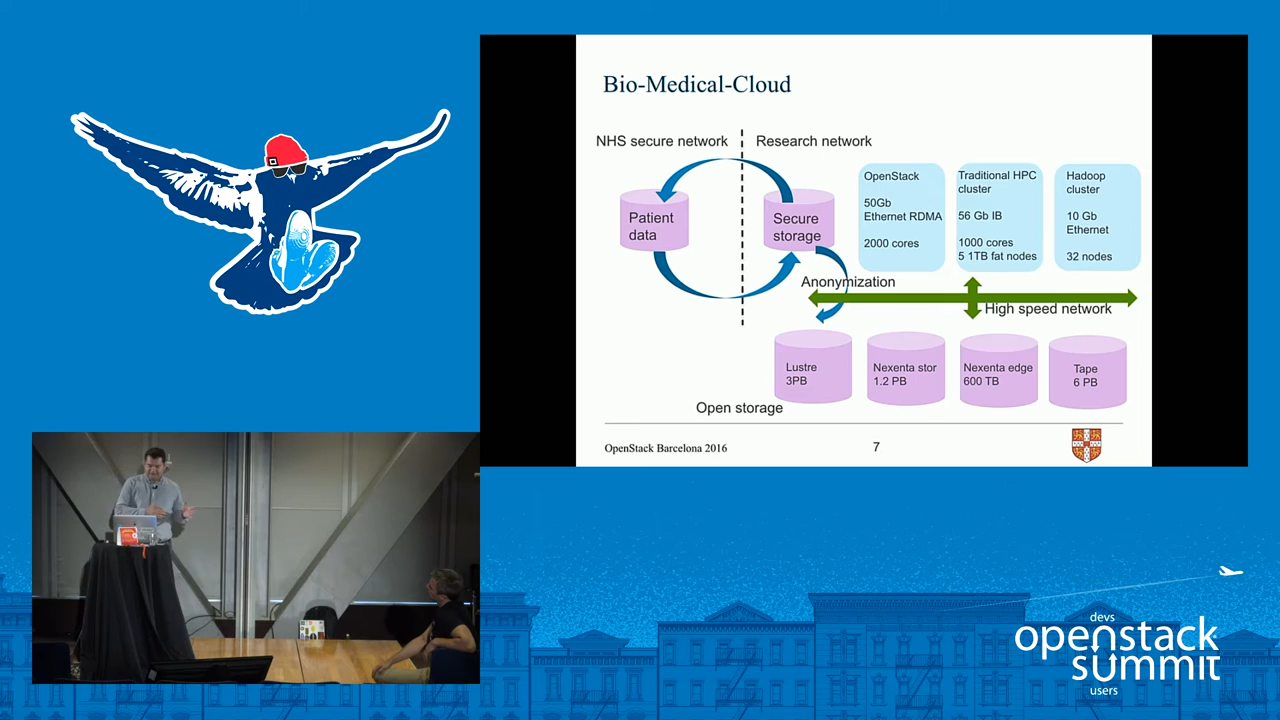 Bio-Medical-Cloud
NHS secure network
Research network
Patient
data
Secure
storage
OpenStack
50Gb
Ethernet RDMA
2000 cores
Traditional HPC
cluster
56 Gb IB
1000 cores
5 1TB fat nodes
Hadoop
cluster
10 Gb
Ethernet
32 nodes
Anonymization
High speed network
Lustre
3PB
Nexenta stor
1.2 PB
Nexenta edge
600 TB
Tape
6 PB
Open storage
OpenStack Barcelona 2016
7
devs
openstack
summit
users